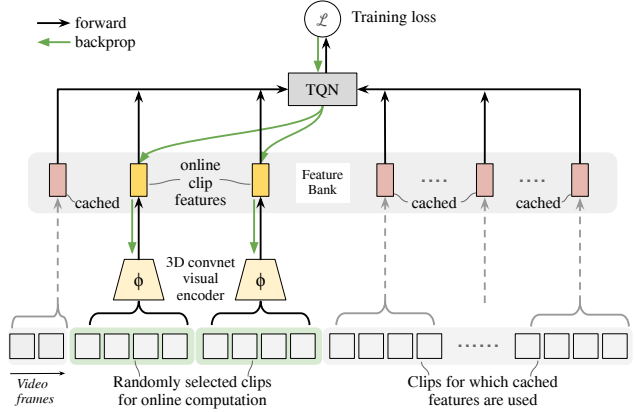 forward
backprop
ℒ
Training loss
TQN
online
clip
features
Feature
Bank
cached
cached
....
....
cached
3D convnet
visual
encoder
ϕ
ϕ
......
Video
frames
Randomly selected clips
for online computation
Clips for which cached
features are used